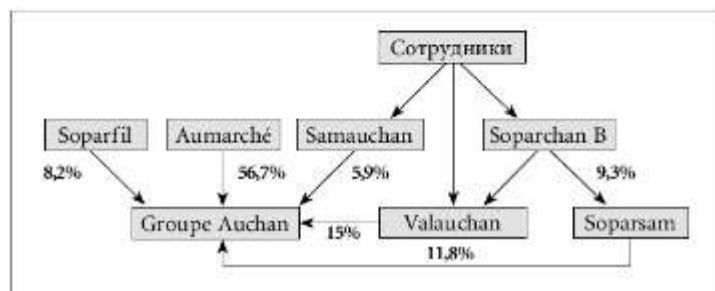 Сотрудники
Soparfil
Aumarché
Samauchan
Soparchan B
8,2%
56,7%
5,9%
9,3%
Groupe Auchan
15%
Valauchan
Soparsam
11,8%